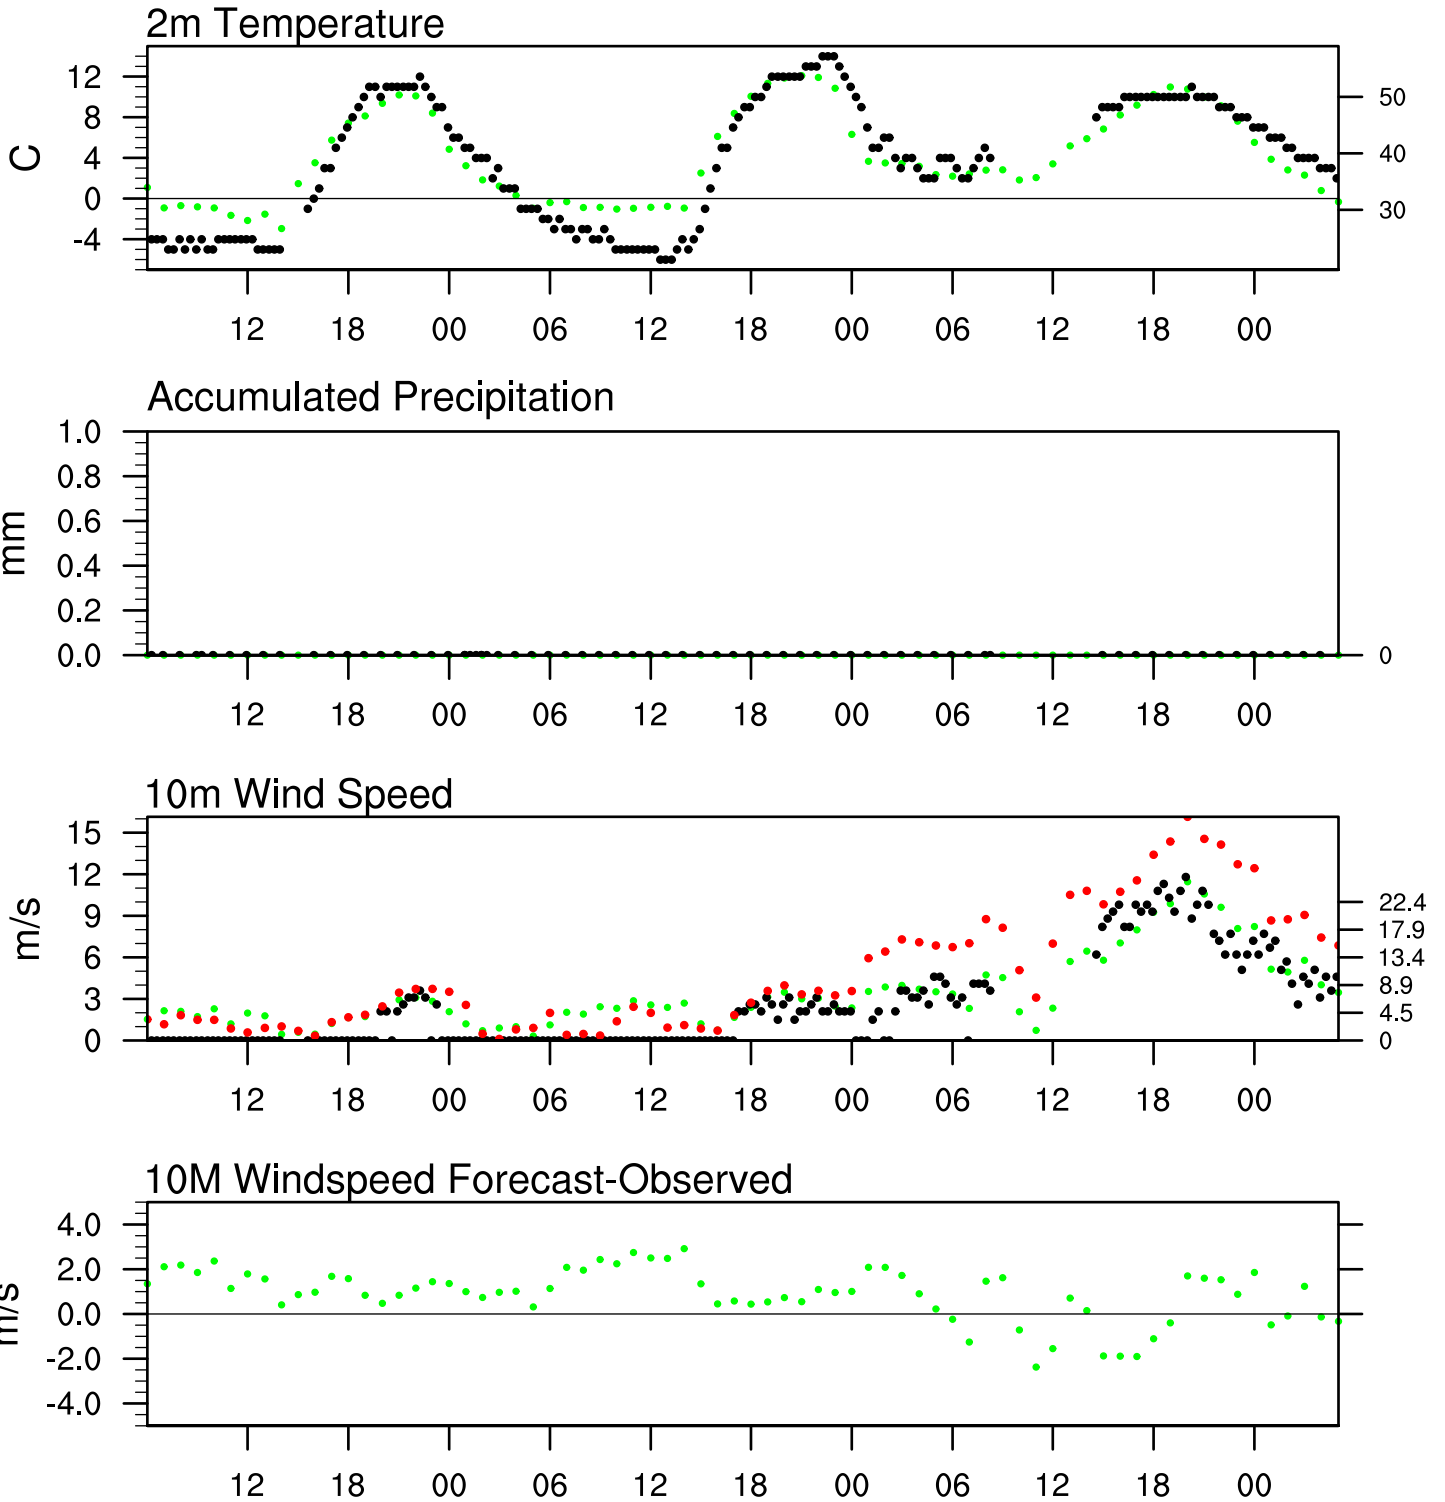 2m Temperature
12
8
4
0
-4
C
50
40
30
12 18 00 06 12 18 00 06 12 18 00
Accumulated Precipitation
1.0
0.8
0.6
0.4
0.2
0.0
mm
0
12 18 00 06 12 18 00 06 12 18 00
10m Wind Speed
15
12
9
6
3
0
m/s
22.4
17.9
13.4
8.9
4.5
0
12 18 00 06 12 18 00 06 12 18 00
10M Windspeed Forecast-Observed
4.0
2.0
0.0
-2.0
-4.0
m/s
12 18 00 06 12 18 00 06 12 18 00